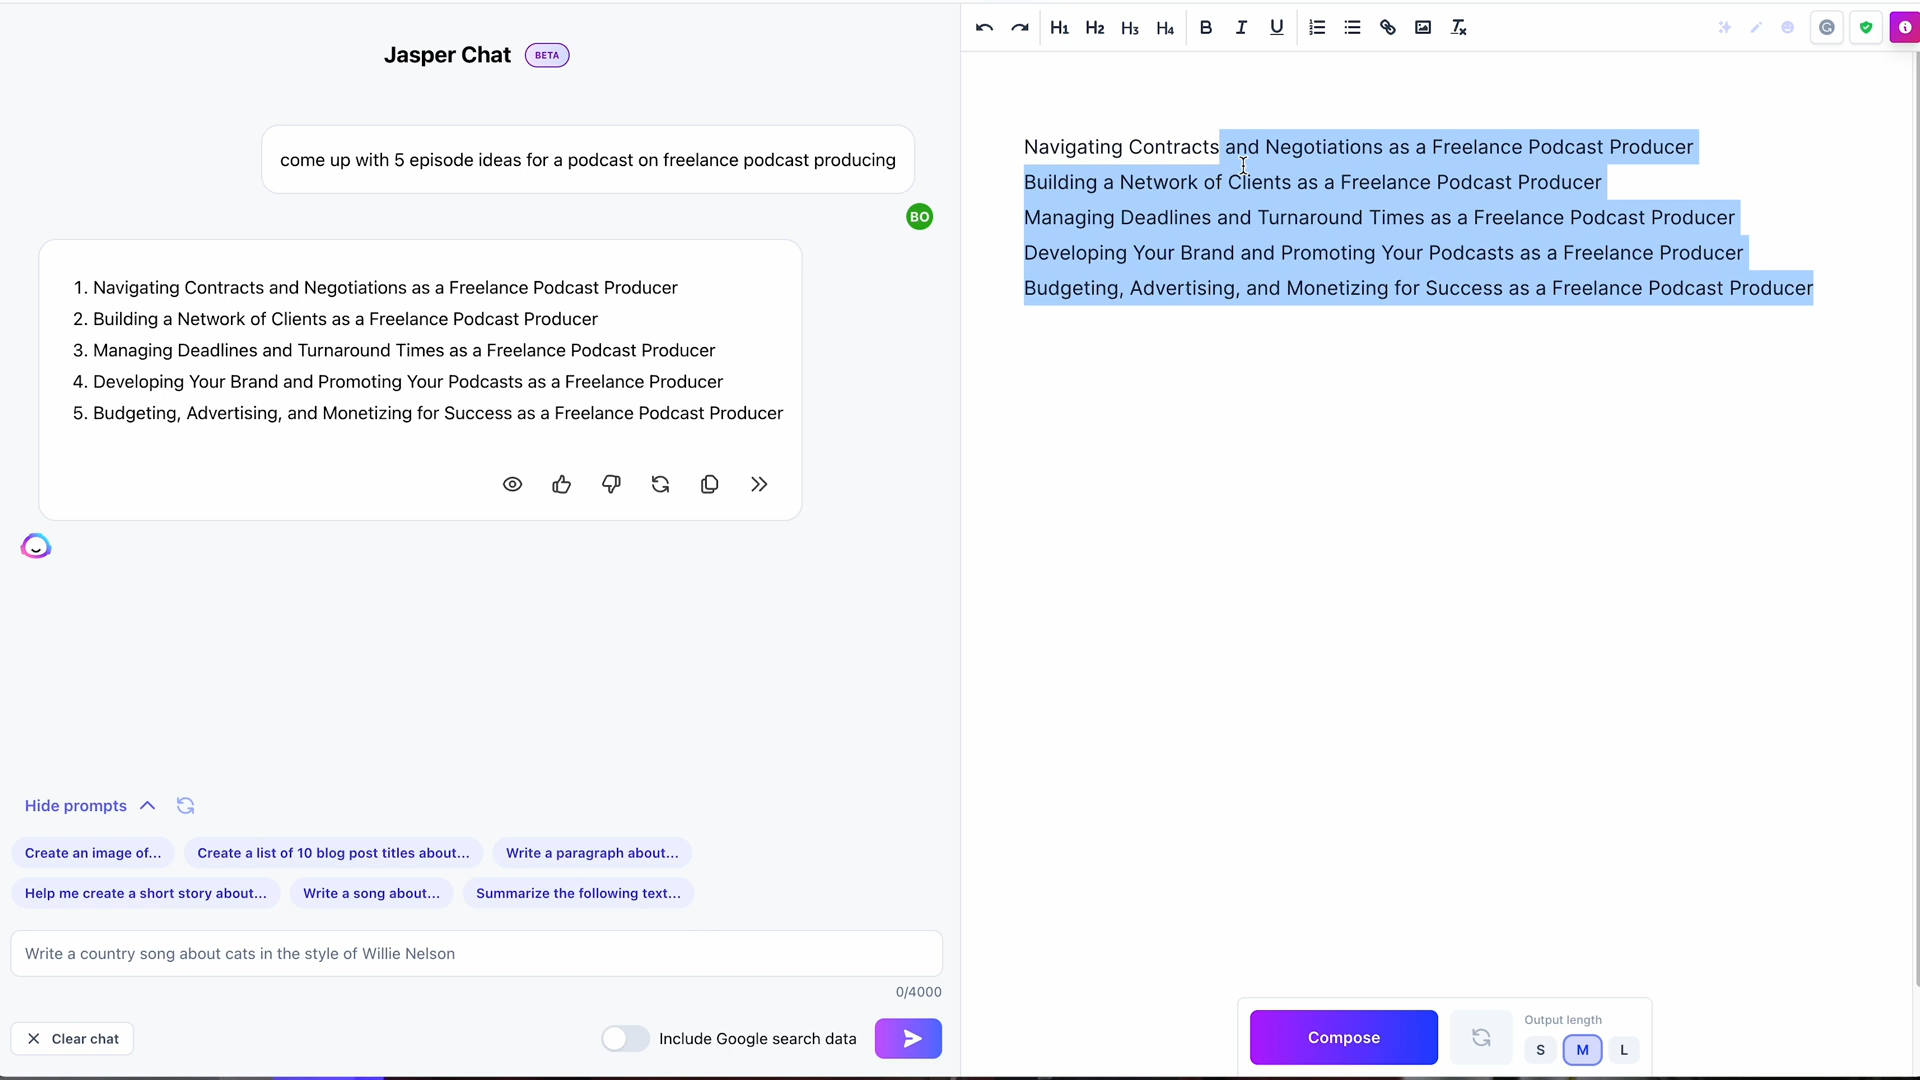 Jasper Chat BETA
come up with 5 episode ideas for a podcast on freelance podcast producing
BO
1. Navigating Contracts and Negotiations as a Freelance Podcast Producer
2. Building a Network of Clients as a Freelance Podcast Producer
3. Managing Deadlines and Turnaround Times as a Freelance Podcast Producer
4. Developing Your Brand and Promoting Your Podcasts as a Freelance Producer
5. Budgeting, Advertising, and Monetizing for Success as a Freelance Podcast Producer
Hide prompts
Create an image of... Create a list of 10 blog post titles about... Write a paragraph about...
Help me create a short story about... Write a song about... Summarize the following text...
Write a country song about cats in the style of Willie Nelson
0/4000
Clear chat Include Google search data
H1 H2 H3 H4 B I U
Navigating Contracts and Negotiations as a Freelance Podcast Producer
Building a Network of Clients as a Freelance Podcast Producer
Managing Deadlines and Turnaround Times as a Freelance Podcast Producer
Developing Your Brand and Promoting Your Podcasts as a Freelance Producer
Budgeting, Advertising, and Monetizing for Success as a Freelance Podcast Producer
Compose
Output length
S M L